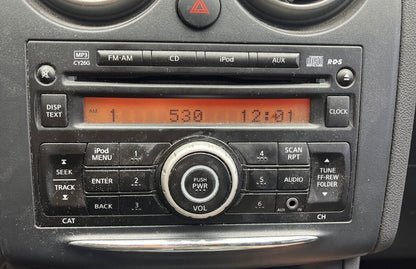 MP3
CY26G
FM·AM CD iPod AUX
RDS
DISP TEXT
AM 1 530 12:01
CLOCK
iPod MENU
1
4
SCAN RPT
SEEK
TRACK
ENTER
2
PUSH PWR
VOL
5
AUDIO
TUNE
FF·REW
FOLDER
BACK
3
6
AUX
CAT
CH